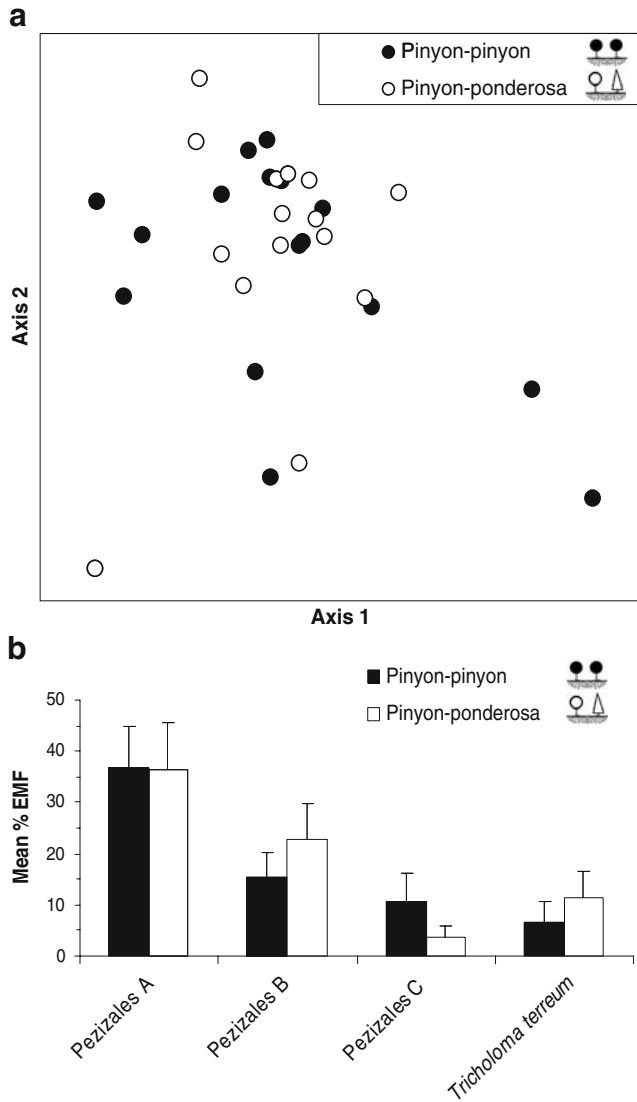 a
Pinyon-pinyon
Pinyon-ponderosa
Axis 2
Axis 1
b
Pinyon-pinyon
Pinyon-ponderosa
Mean % EMF
50
40
30
20
10
0
Pezizales A
Pezizales B
Pezizales C
Tricholoma terreum